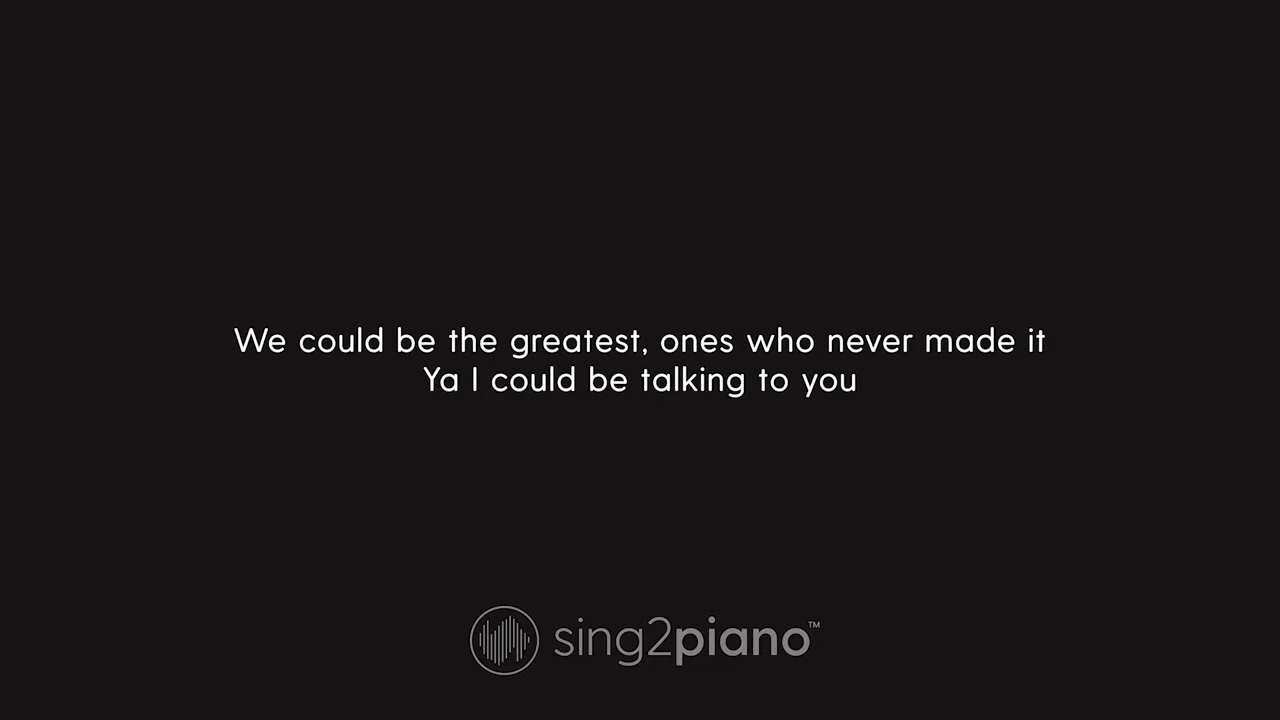 We could be the greatest, ones who never made it
Ya I could be talking to you
sing2piano™